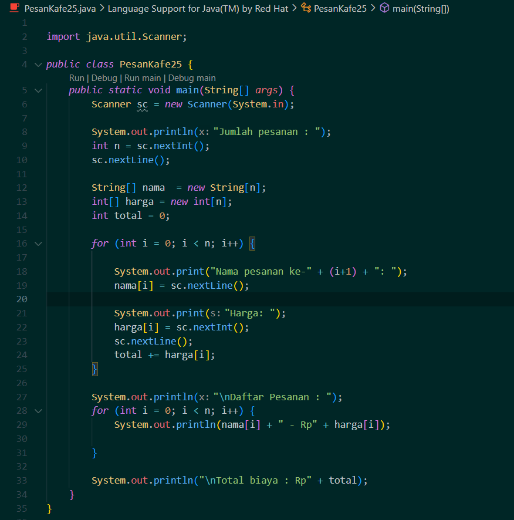 PesanKafe25.java > Language Support for Java(TM) by Red Hat > PesanKafe25 > main(String[])
1
2 import java.util.Scanner;
3
4 public class PesanKafe25 {
Run | Debug | Run main | Debug main
5 public static void main(String[] args) {
6 Scanner sc = new Scanner(System.in);
7
8 System.out.println(x:"Jumlah pesanan : ");
9 int n = sc.nextInt();
10 sc.nextLine();
11
12 String[] nama  = new String[n];
13 int[] harga = new int[n];
14 int total = 0;
15
16 for (int i = 0; i < n; i++) {
17
18 System.out.print("Nama pesanan ke-" + (i+1) + ": ");
19 nama[i] = sc.nextLine();
20
21 System.out.print(s:"Harga: ");
22 harga[i] = sc.nextInt();
23 sc.nextLine();
24 total += harga[i];
25 }
26
27 System.out.println(x:"\nDaftar Pesanan : ");
28 for (int i = 0; i < n; i++) {
29 System.out.println(nama[i] + " - Rp" + harga[i]);
30
31 }
32
33 System.out.println("\nTotal biaya : Rp" + total);
34 }
35 }